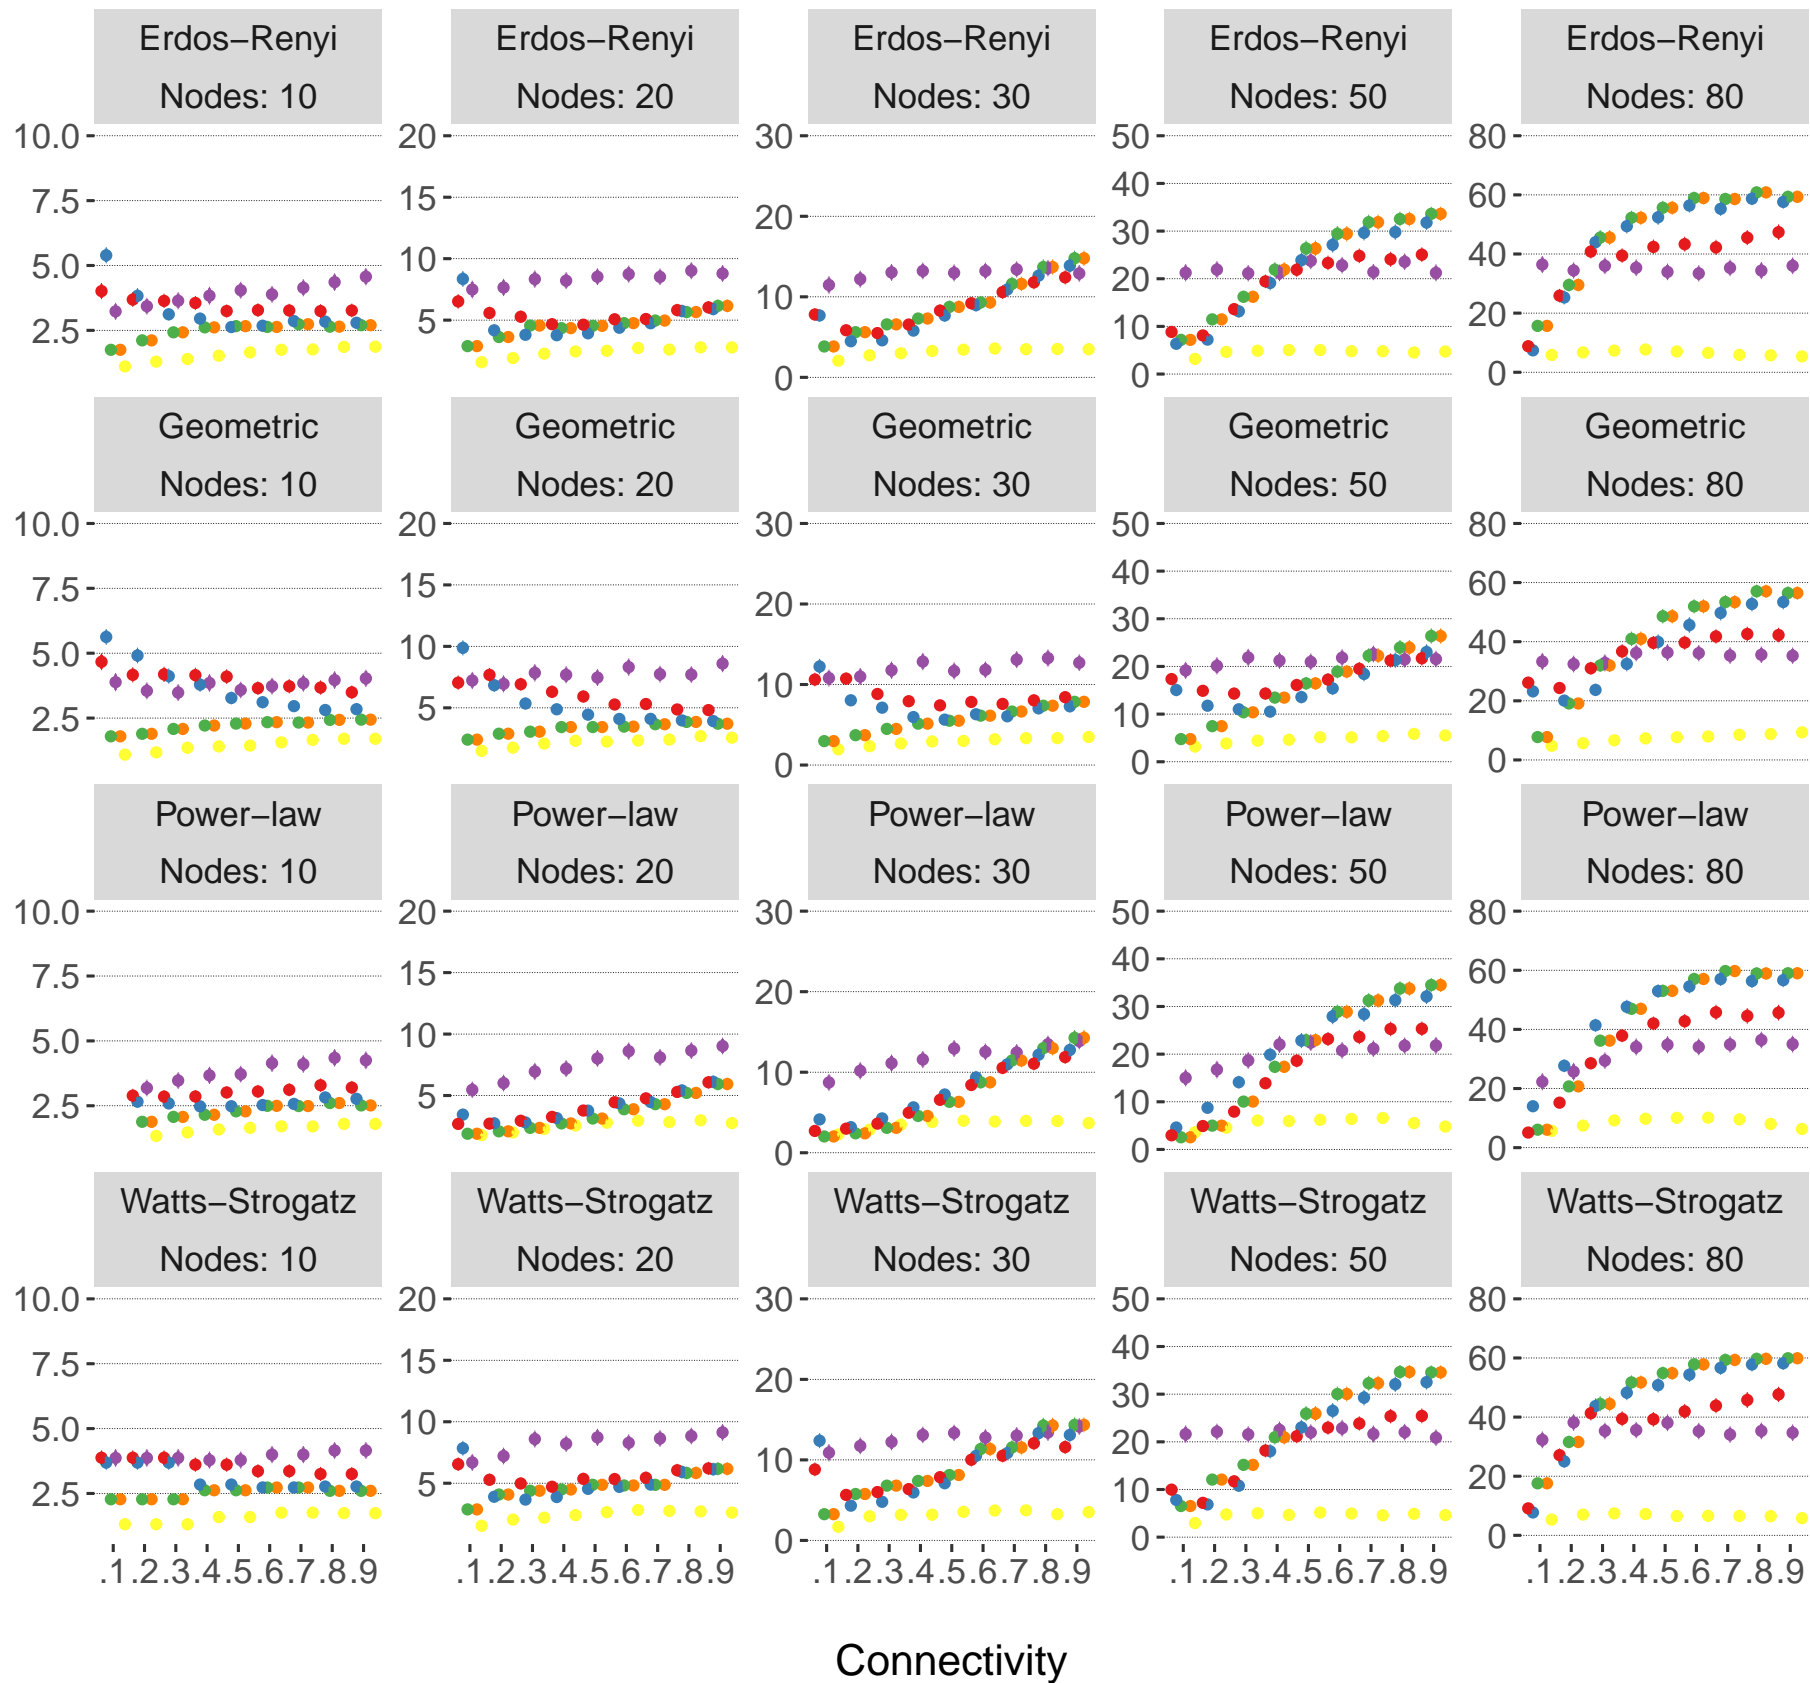 Erdos−Renyi Erdos−Renyi Erdos−Renyi Erdos−Renyi Erdos−Renyi
Nodes: 10 Nodes: 20 Nodes: 30 Nodes: 50 Nodes: 80
10.0 20 30 50 80
7.5 15 20 40 60
5.0 10 10 30 40
2.5 5 0 20 20
10 0
0
Geometric Geometric Geometric Geometric Geometric
Nodes: 10 Nodes: 20 Nodes: 30 Nodes: 50 Nodes: 80
10.0 20 30 50 80
7.5 15 20 40 60
5.0 10 10 30 40
2.5 5 0 20 20
10 0
0
Power−law Power−law Power−law Power−law Power−law
Nodes: 10 Nodes: 20 Nodes: 30 Nodes: 50 Nodes: 80
10.0 20 30 50 80
7.5 15 20 40 60
5.0 10 10 30 40
2.5 5 0 20 20
10 0
0
Watts−Strogatz Watts−Strogatz Watts−Strogatz Watts−Strogatz Watts−Strogatz
Nodes: 10 Nodes: 20 Nodes: 30 Nodes: 50 Nodes: 80
10.0 20 30 50 80
7.5 15 20 40 60
5.0 10 10 30 40
2.5 5 0 20 20
10 0
0
.1 .2 .3 .4 .5 .6 .7 .8 .9 .1 .2 .3 .4 .5 .6 .7 .8 .9 .1 .2 .3 .4 .5 .6 .7 .8 .9 .1 .2 .3 .4 .5 .6 .7 .8 .9 .1 .2 .3 .4 .5 .6 .7 .8 .9
Connectivity